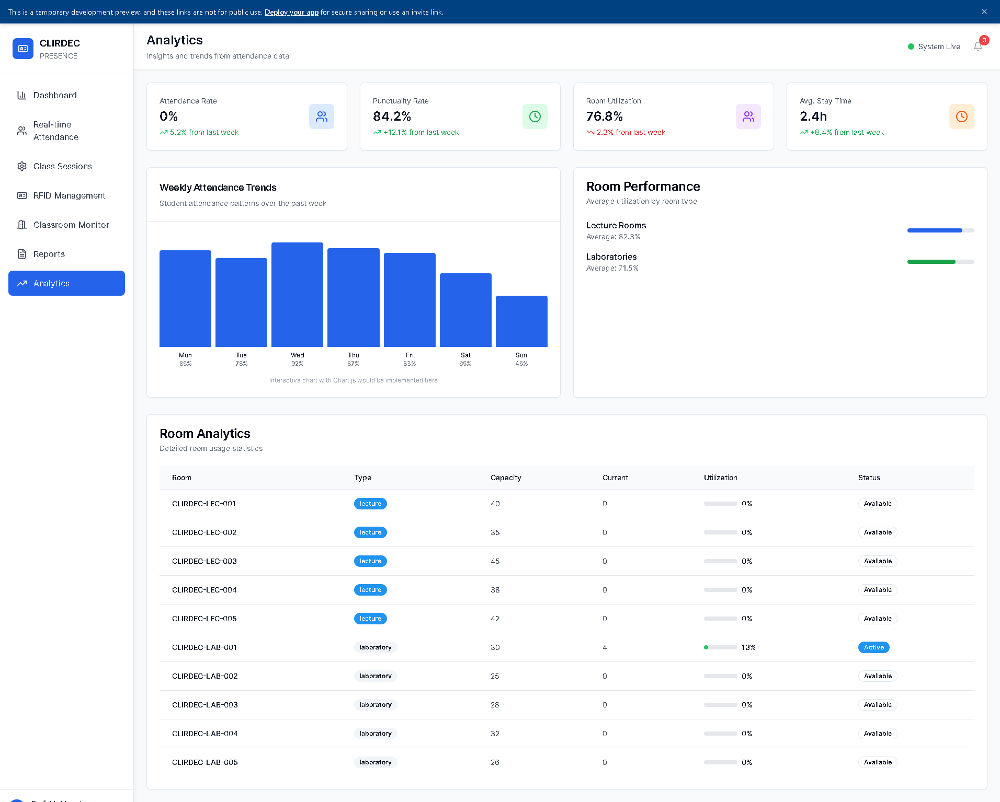 This is a temporary development preview, and these links are not for public use. Deploy your app for secure sharing or use an invite link.
CLIRDEC
PRESENCE
Analytics
Insights and trends from attendance data
System Live
3
Dashboard
Real-time
Attendance
Class Sessions
RFID Management
Classroom Monitor
Reports
Analytics
Attendance Rate
0%
5.2% from last week
Punctuality Rate
84.2%
+12.1% from last week
Room Utilization
76.8%
2.3% from last week
Avg. Stay Time
2.4h
+8.4% from last week
Weekly Attendance Trends
Student attendance patterns over the past week
Mon Tue Wed Thu Fri Sat Sun
85% 78% 92% 87% 83% 65% 45%
Interactive chart with Chart.js would be implemented here
Room Performance
Average utilization by room type
Lecture Rooms
Average: 82.3%
Laboratories
Average: 71.5%
Room Analytics
Detailed room usage statistics
Room Type Capacity Current Utilization Status
CLIRDEC-LEC-001 lecture 40 0 0% Available
CLIRDEC-LEC-002 lecture 35 0 0% Available
CLIRDEC-LEC-003 lecture 45 0 0% Available
CLIRDEC-LEC-004 lecture 38 0 0% Available
CLIRDEC-LEC-005 lecture 42 0 0% Available
CLIRDEC-LAB-001 laboratory 30 4 13% Active
CLIRDEC-LAB-002 laboratory 25 0 0% Available
CLIRDEC-LAB-003 laboratory 28 0 0% Available
CLIRDEC-LAB-004 laboratory 32 0 0% Available
CLIRDEC-LAB-005 laboratory 26 0 0% Available